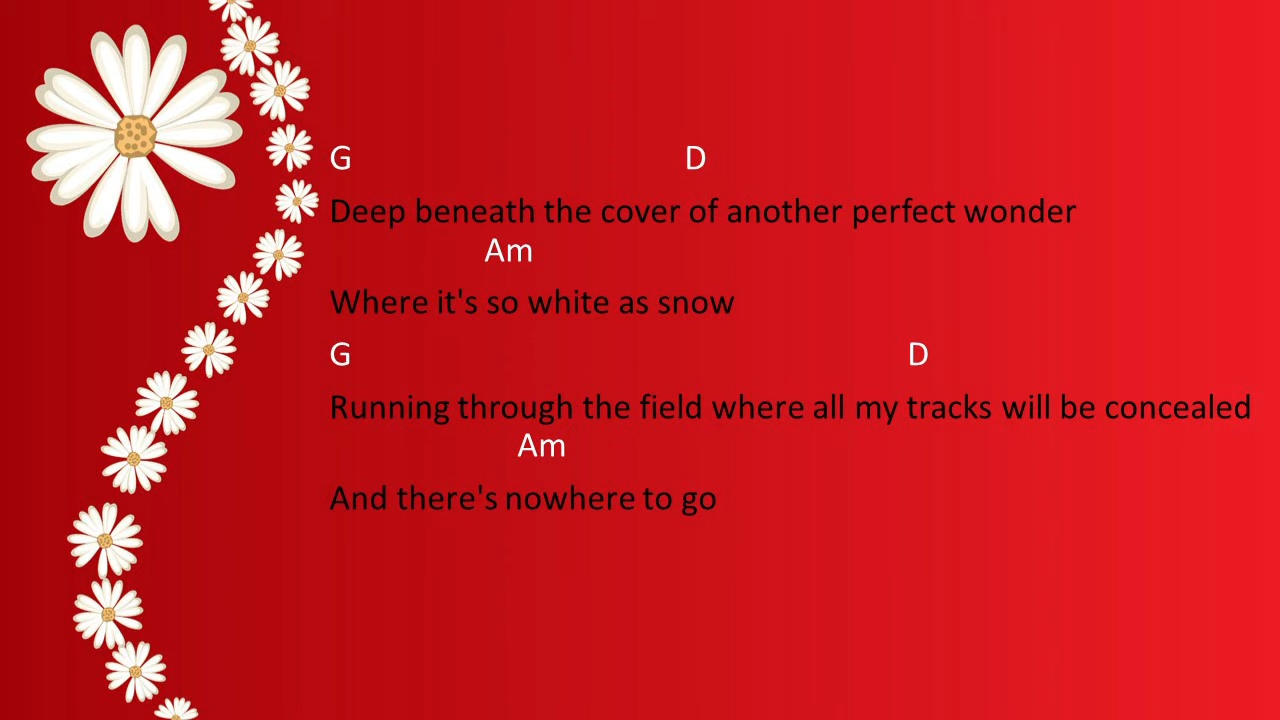 G D
Deep beneath the cover of another perfect wonder
Am
Where it's so white as snow
G D
Running through the field where all my tracks will be concealed
Am
And there's nowhere to go